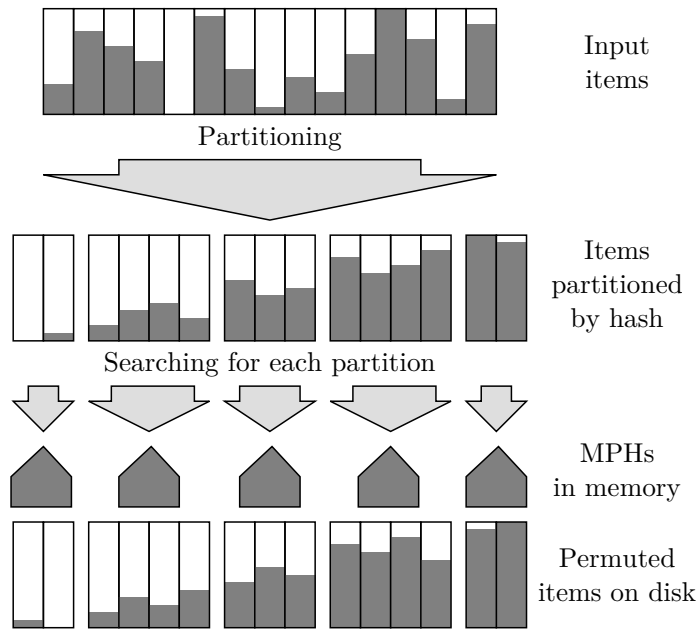 Input
items
Partitioning
Items
partitioned
by hash
Searching for each partition
MPHs
in memory
Permuted
items on disk